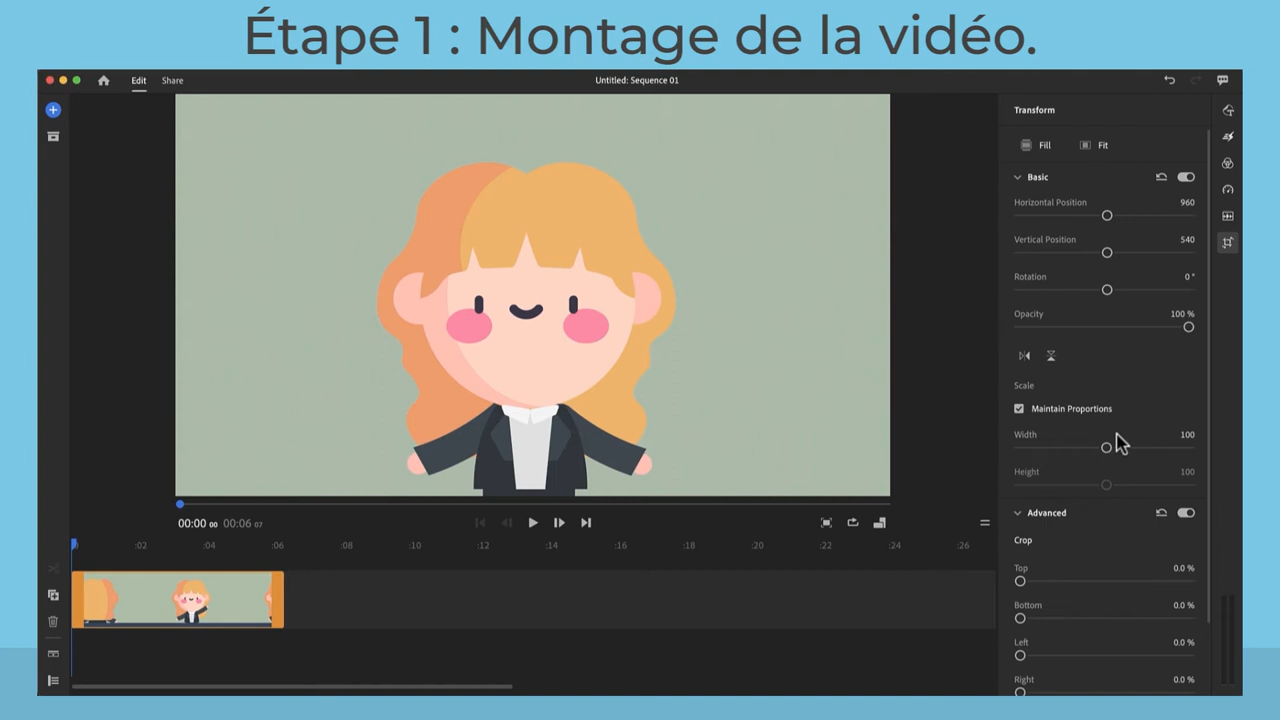 Étape 1 : Montage de la vidéo.
Edit Share Untitled: Sequence 01
Transform
Fill Fit
Basic
Horizontal Position 960
Vertical Position 540
Rotation 0 °
Opacity 100 %
Scale
Maintain Proportions
Width 100
Height 100
Advanced
Crop
Top 0.0 %
Bottom 0.0 %
Left 0.0 %
Right 0.0 %
00:00 00 00:06 07
:02 :04 :06 :08 :10 :12 :14 :16 :18 :20 :22 :24 :26